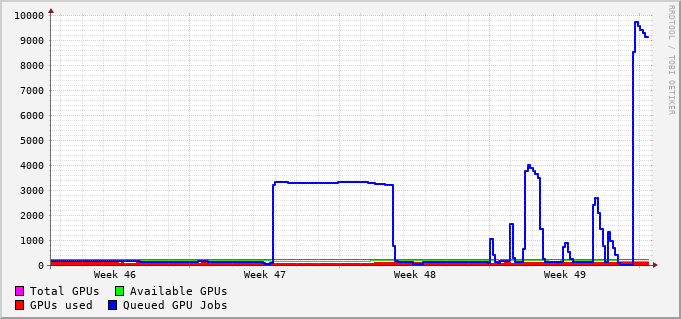 10000
9000
8000
7000
6000
5000
4000
3000
2000
1000
0
Week 46 Week 47 Week 48 Week 49
Total GPUs Available GPUs
GPUs used Queued GPU Jobs
RRDTOOL / TOBI OETIKER